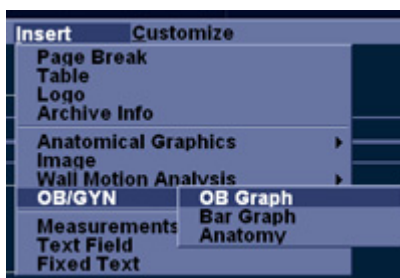 Insert Customize
Page Break
Table
Logo
Archive Info
Anatomical Graphics
Image
Wall Motion Analysis
OB/GYN OB Graph
Bar Graph
Measurements Anatomy
Text Field
Fixed Text